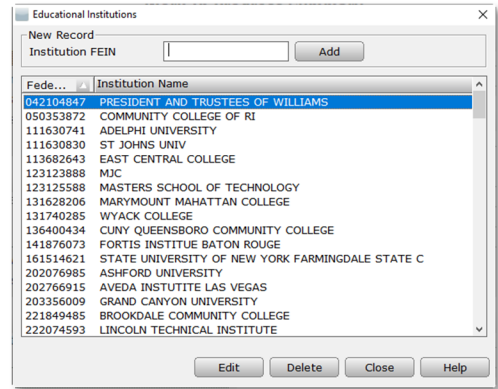 Educational Institutions
New Record
Institution FEIN
Add
Fede... Institution Name
042104847 PRESIDENT AND TRUSTEES OF WILLIAMS
050353872 COMMUNITY COLLEGE OF RI
111630741 ADELPHI UNIVERSITY
111630830 ST JOHNS UNIV
113682643 EAST CENTRAL COLLEGE
123123888 MJC
123125588 MASTERS SCHOOL OF TECHNOLOGY
131628206 MARYMOUNT MAHATTAN COLLEGE
131740285 WYACK COLLEGE
136400434 CUNY QUEENSBORO COMMUNITY COLLEGE
141876073 FORTIS INSTITUE BATON ROUGE
161514621 STATE UNIVERSITY OF NEW YORK FARMINGDALE STATE C
202076985 ASHFORD UNIVERSITY
202766915 AVEDA INSTUTITE LAS VEGAS
203356009 GRAND CANYON UNIVERSITY
221849485 BROOKDALE COMMUNITY COLLEGE
222074593 LINCOLN TECHNICAL INSTITUTE
Edit Delete Close Help